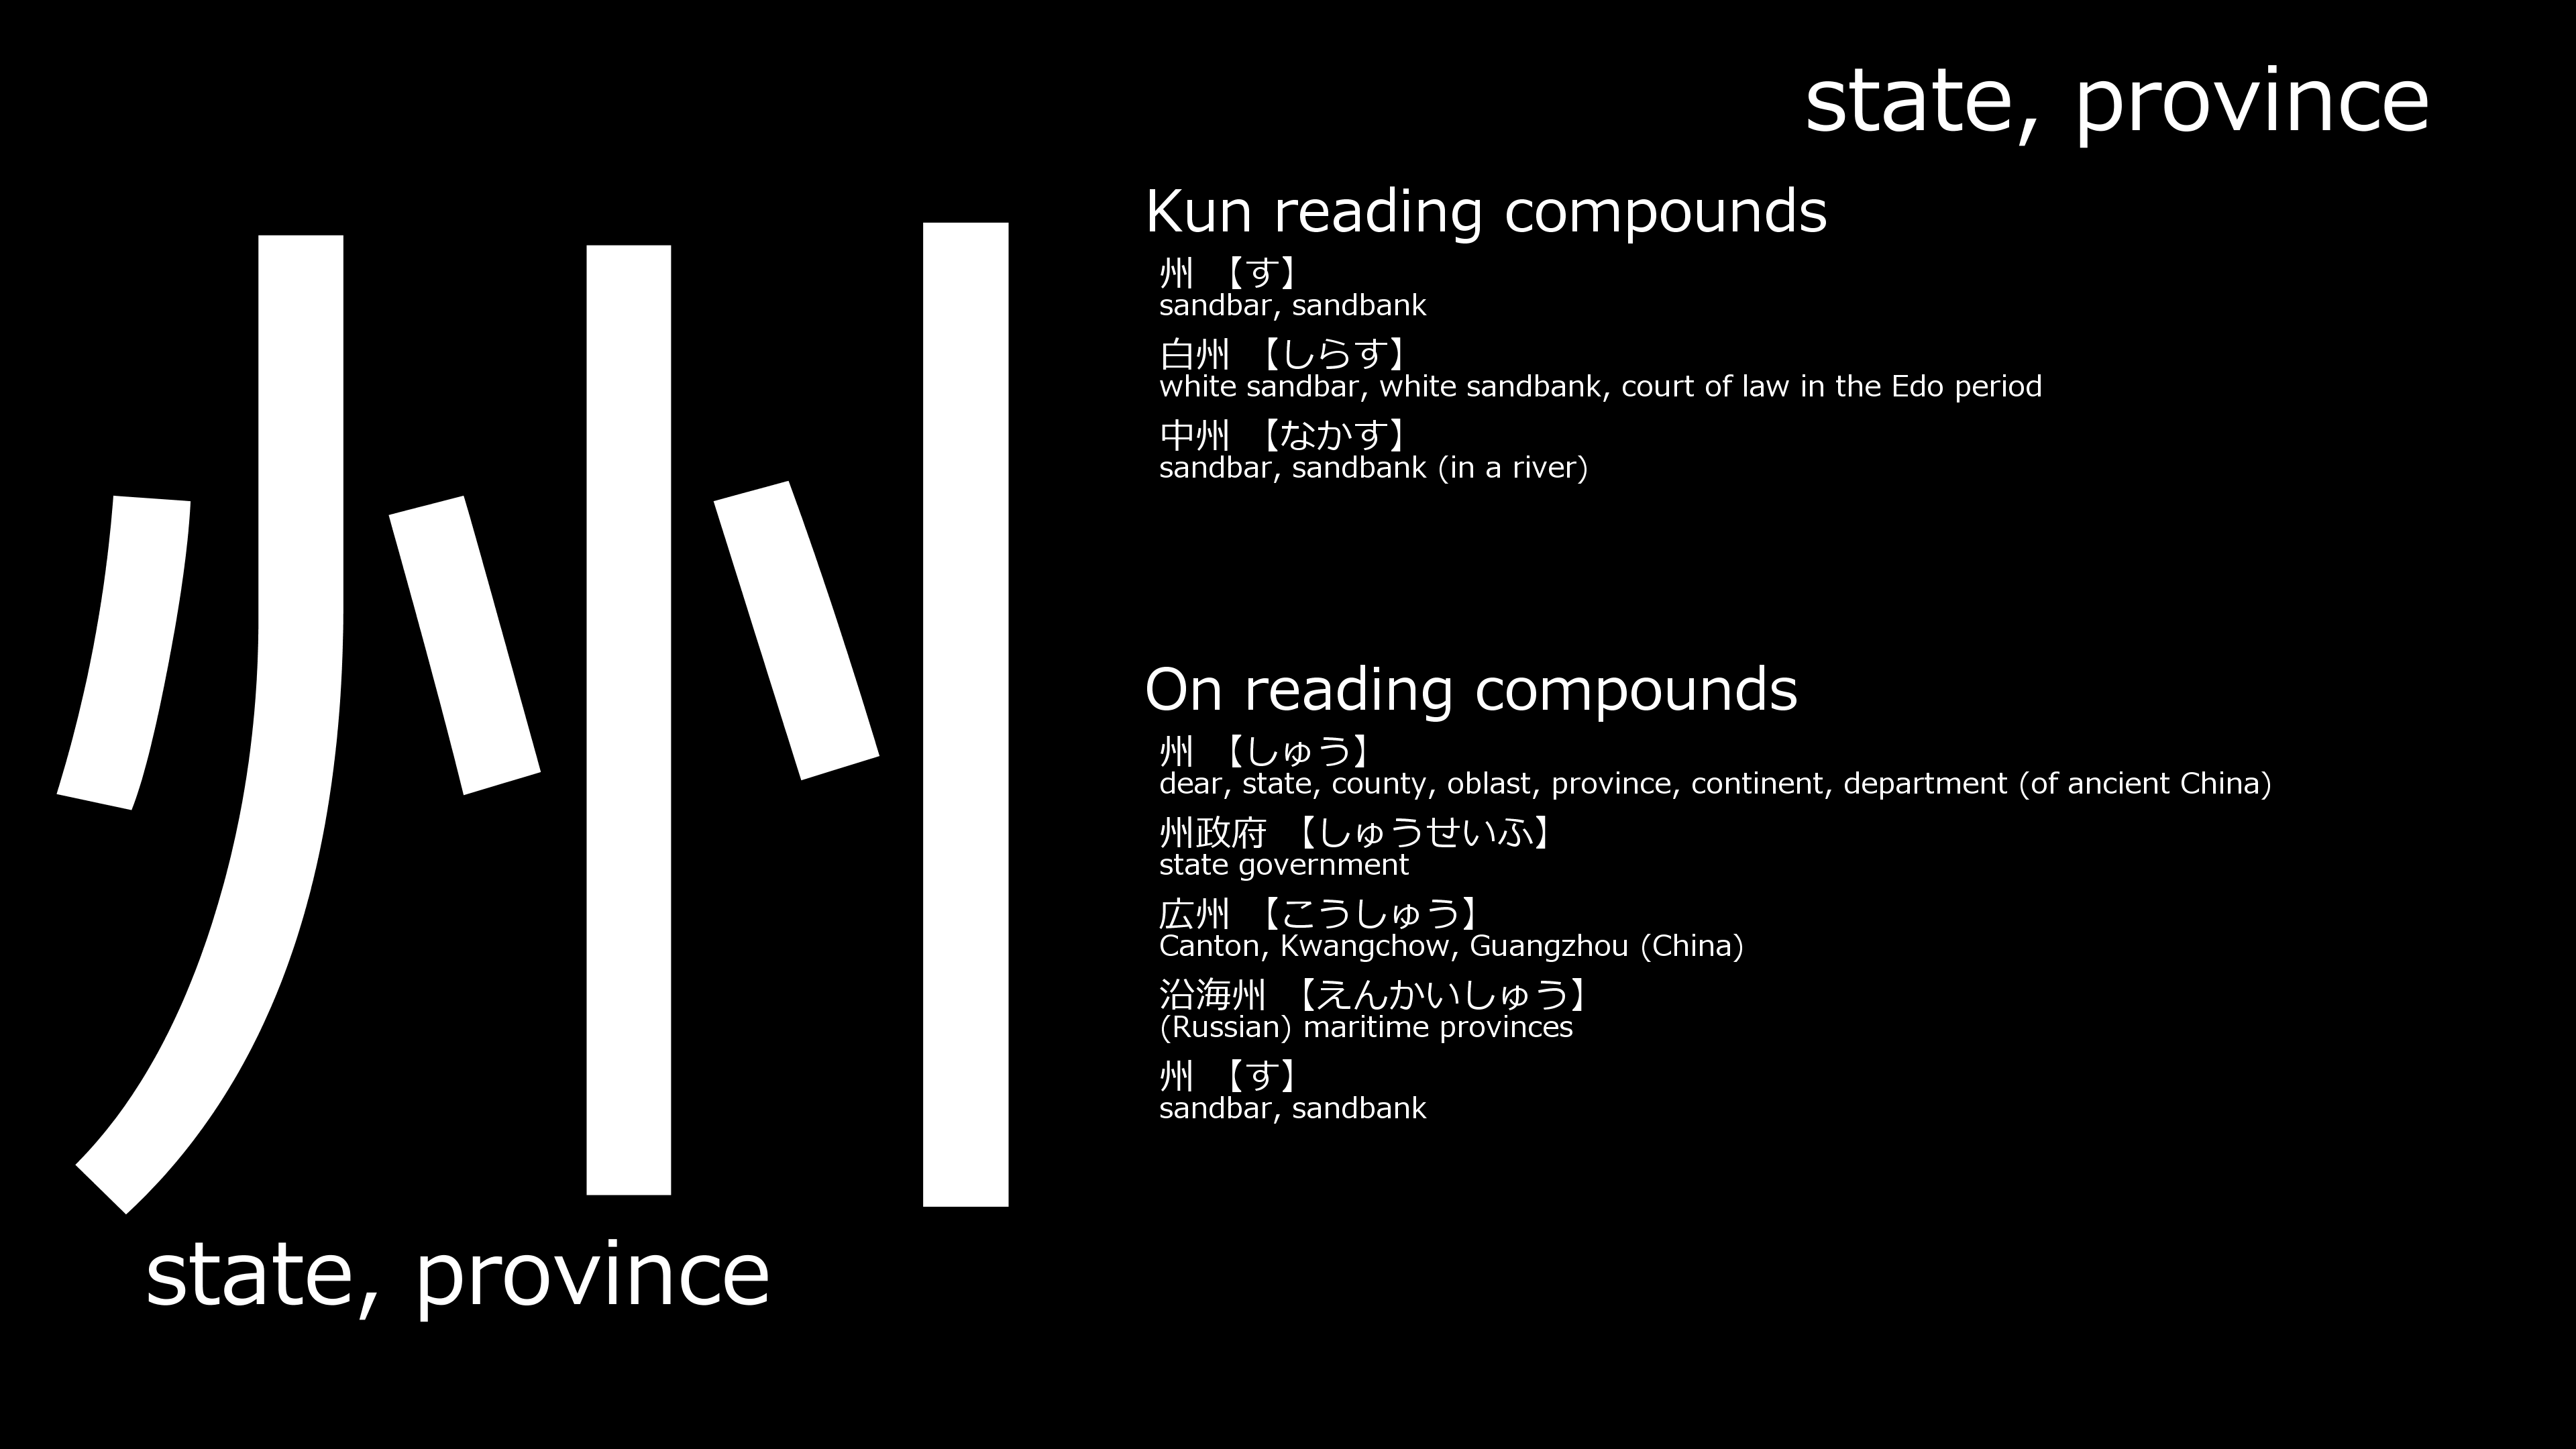 state, province
州
state, province
Kun reading compounds
州 【す】
sandbar, sandbank
白州 【しらす】
white sandbar, white sandbank, court of law in the Edo period
中州 【なかす】
sandbar, sandbank (in a river)
On reading compounds
州 【しゅう】
dear, state, county, oblast, province, continent, department (of ancient China)
州政府 【しゅうせいふ】
state government
広州 【こうしゅう】
Canton, Kwangchow, Guangzhou (China)
沿海州 【えんかいしゅう】
(Russian) maritime provinces
州 【す】
sandbar, sandbank